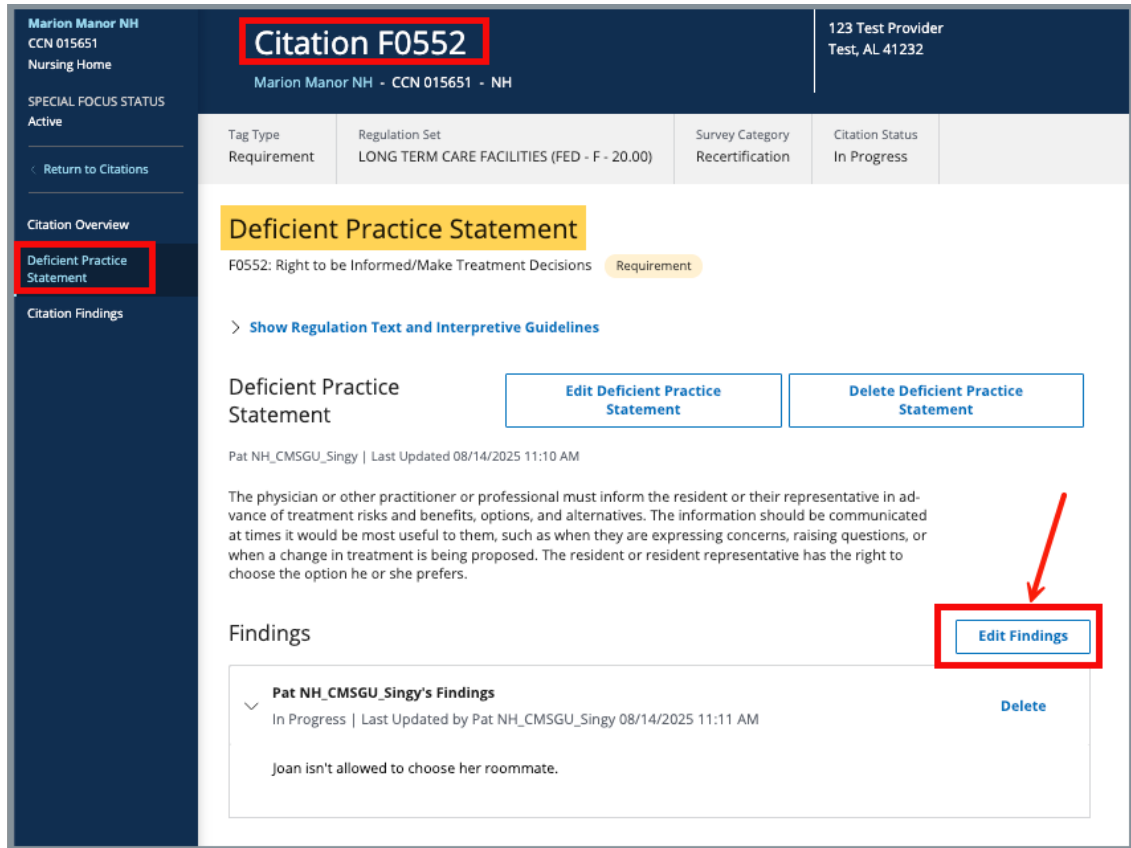 Marion Manor NH
CCN 015651
Nursing Home
SPECIAL FOCUS STATUS
Active
Return to Citations
Citation Overview
Deficient Practice
Statement
Citation Findings
Citation F0552
Marion Manor NH - CCN 015651 - NH
123 Test Provider
Test, AL 41232
Tag Type
Requirement
Regulation Set
LONG TERM CARE FACILITIES (FED - F - 20.00)
Survey Category
Recertification
Citation Status
In Progress
Deficient Practice Statement
F0552: Right to be Informed/Make Treatment Decisions Requirement
Show Regulation Text and Interpretive Guidelines
Deficient Practice
Statement
Edit Deficient Practice
Statement
Delete Deficient Practice
Statement
Pat NH_CMSGU_Singy | Last Updated 08/14/2025 11:10 AM
The physician or other practitioner or professional must inform the resident or their representative in ad-
vance of treatment risks and benefits, options, and alternatives. The information should be communicated
at times it would be most useful to them, such as when they are expressing concerns, raising questions, or
when a change in treatment is being proposed. The resident or resident representative has the right to
choose the option he or she prefers.
Findings
Edit Findings
Pat NH_CMSGU_Singy's Findings
In Progress | Last Updated by Pat NH_CMSGU_Singy 08/14/2025 11:11 AM
Delete
Joan isn't allowed to choose her roommate.